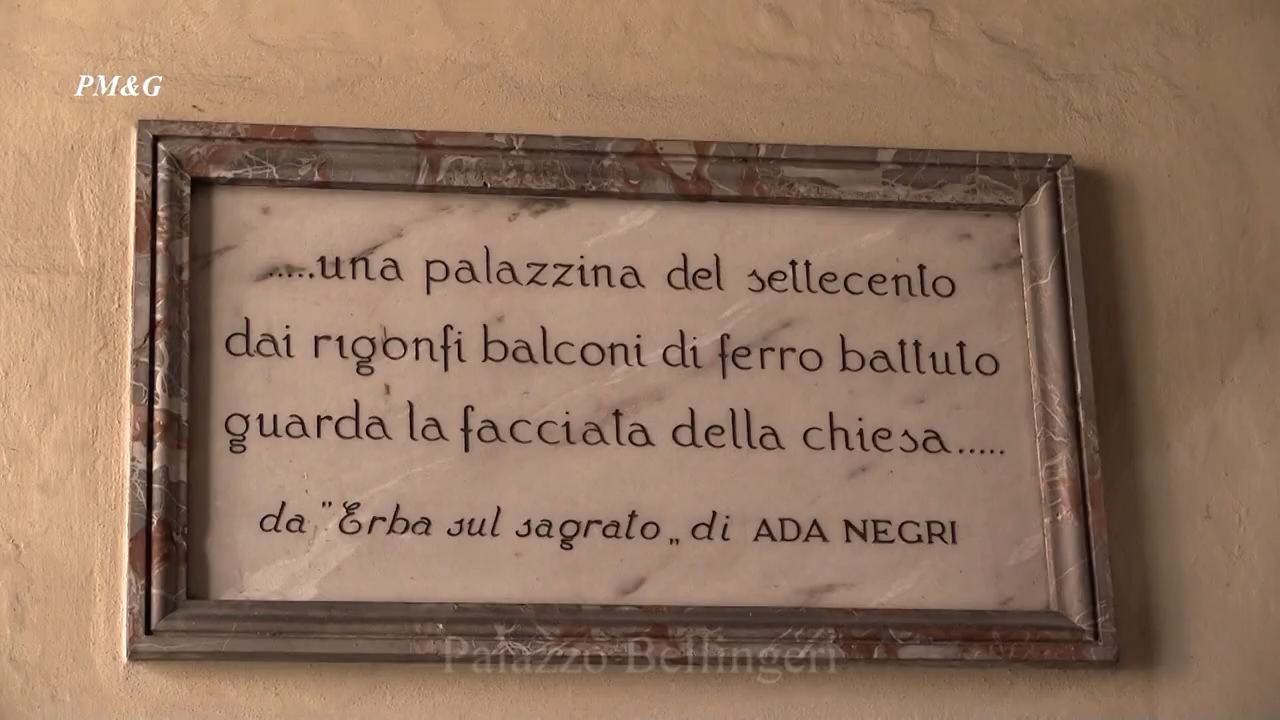 PM&G
.....una palazzina del settecento
dai rigonfi balconi di ferro battuto
guarda la facciata della chiesa.....
da "Erba sul sagrato„ di ADA NEGRI
Palazzo Bellingeri